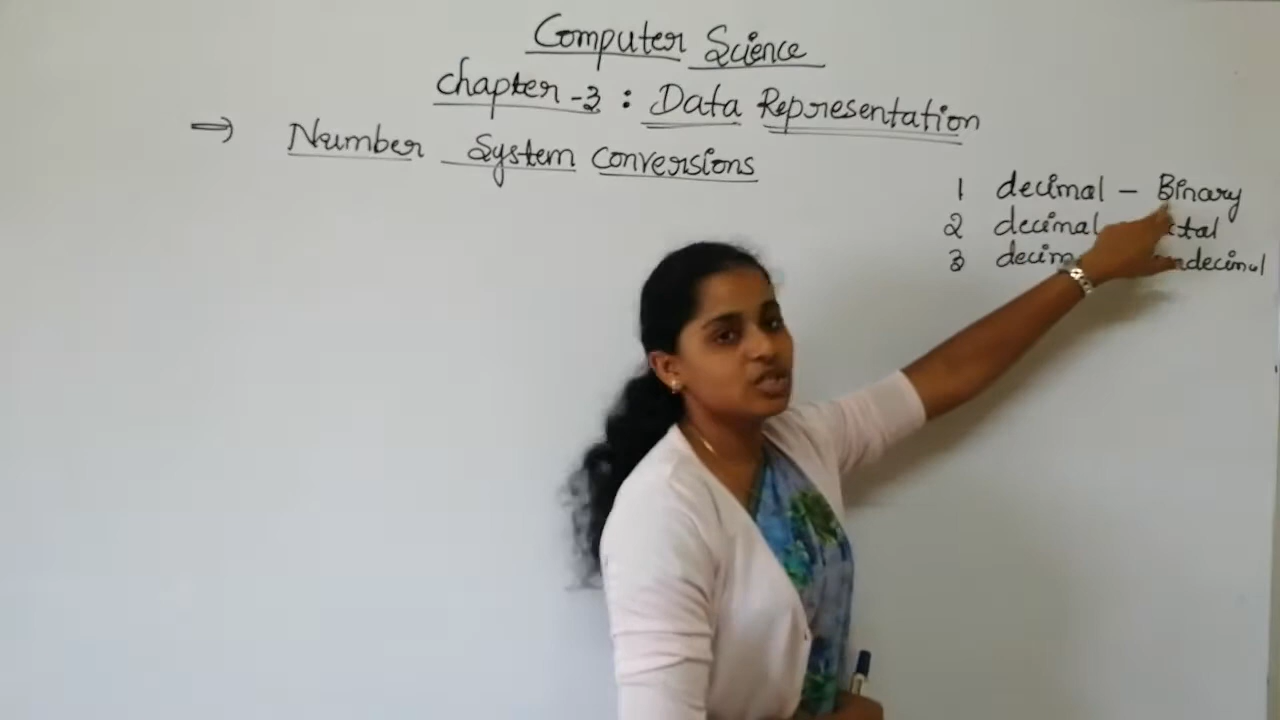 Computer Science
Chapter-3 : Data Representation
⇒ Number System Conversions
1 decimal – Binary
2 decimal
3